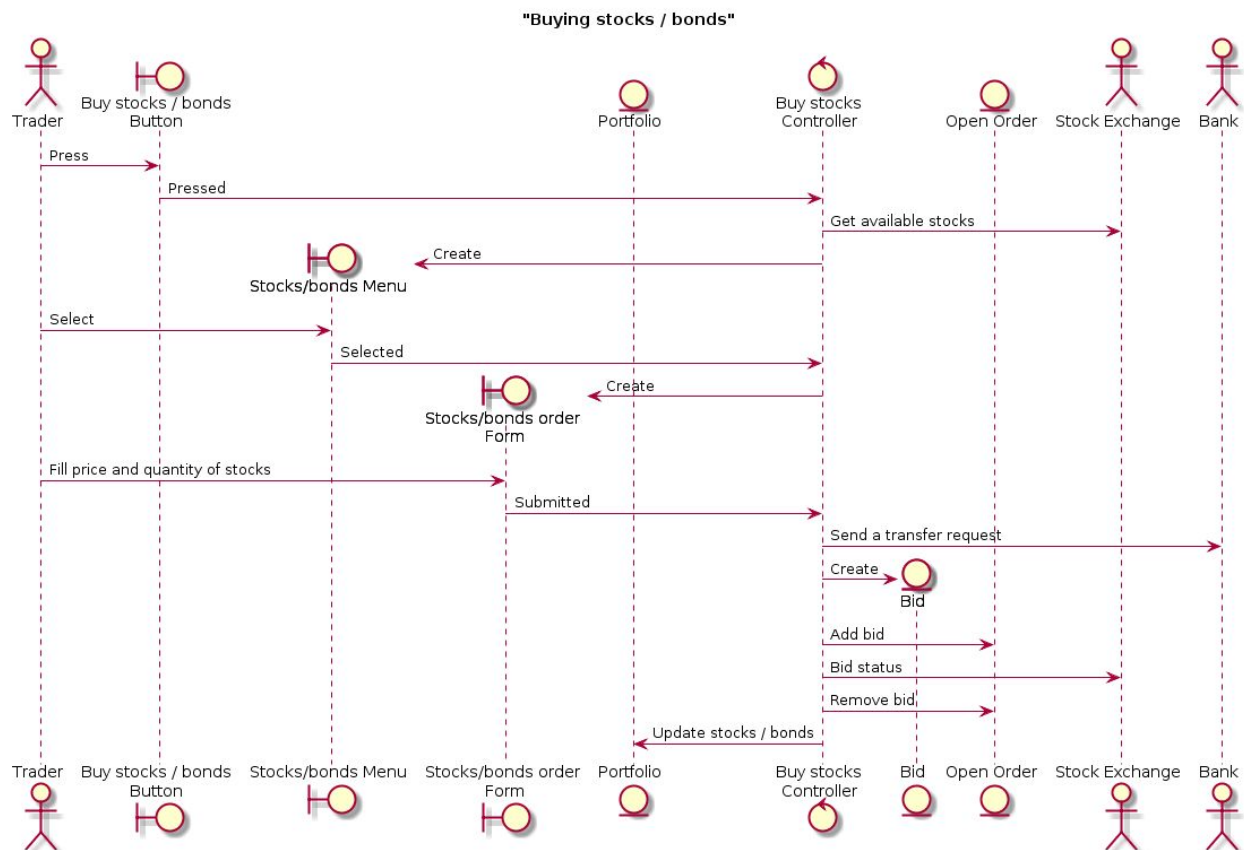 "Buying stocks / bonds"
Trader
Buy stocks / bonds
Button
Portfolio
Buy stocks
Controller
Open Order
Stock Exchange
Bank
Press
Pressed
Get available stocks
Create
Stocks/bonds Menu
Select
Selected
Create
Stocks/bonds order
Form
Fill price and quantity of stocks
Submitted
Send a transfer request
Create
Bid
Add bid
Bid status
Remove bid
Update stocks / bonds
Trader
Buy stocks / bonds
Button
Stocks/bonds Menu
Stocks/bonds order
Form
Portfolio
Buy stocks
Controller
Bid
Open Order
Stock Exchange
Bank